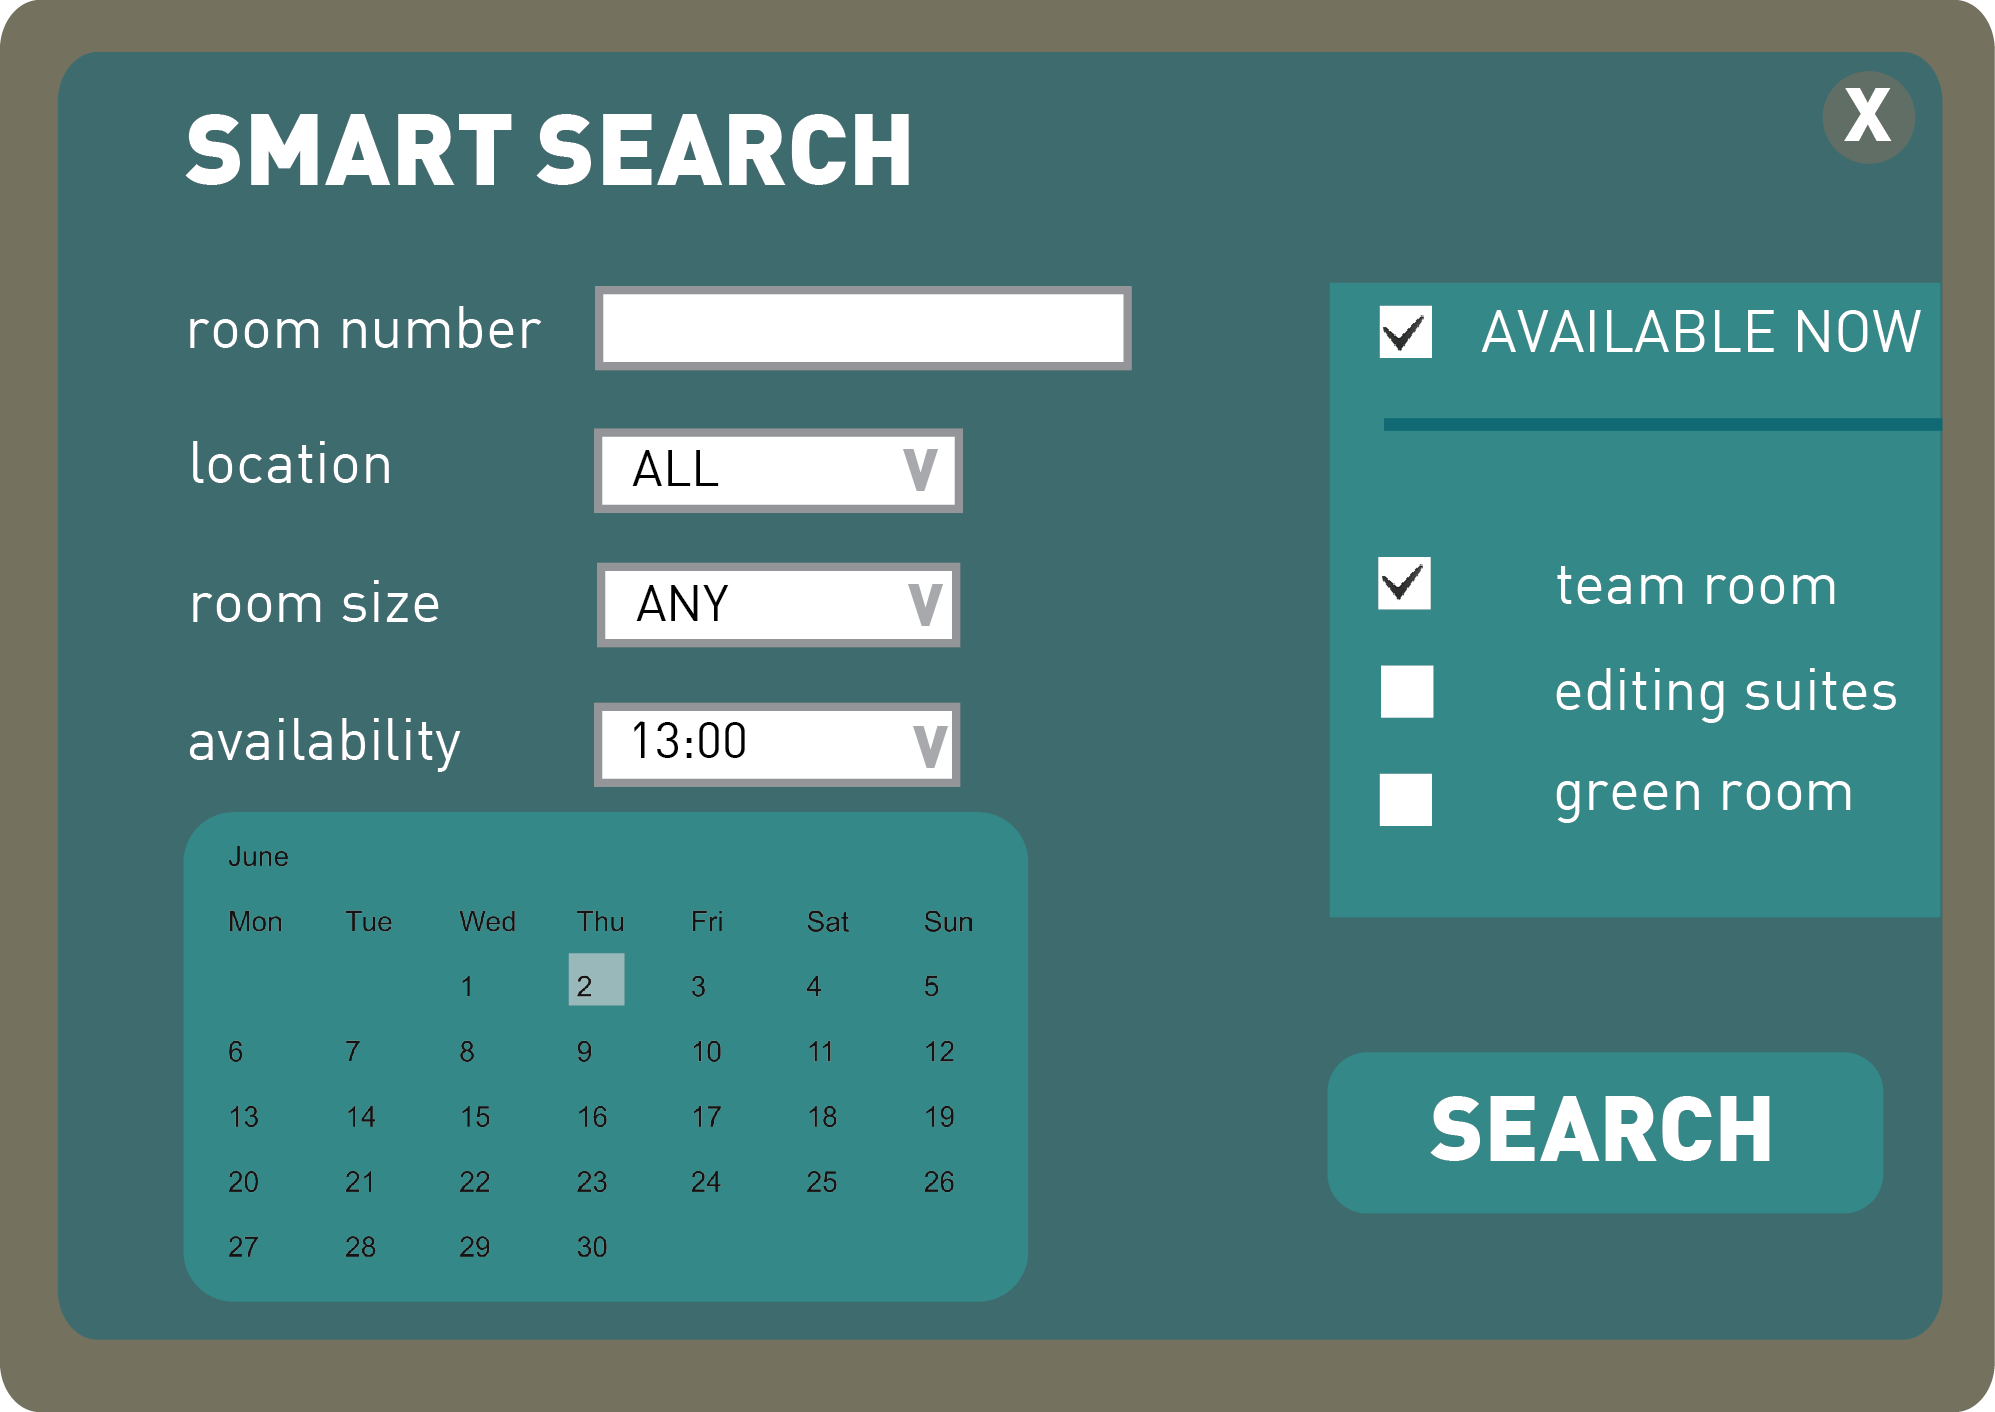 SMART SEARCH
X
room number
location
ALL
V
room size
ANY
V
availability
13:00
V
June
Mon Tue Wed Thu Fri Sat Sun
1 2 3 4 5
6 7 8 9 10 11 12
13 14 15 16 17 18 19
20 21 22 23 24 25 26
27 28 29 30
AVAILABLE NOW
team room
editing suites
green room
SEARCH